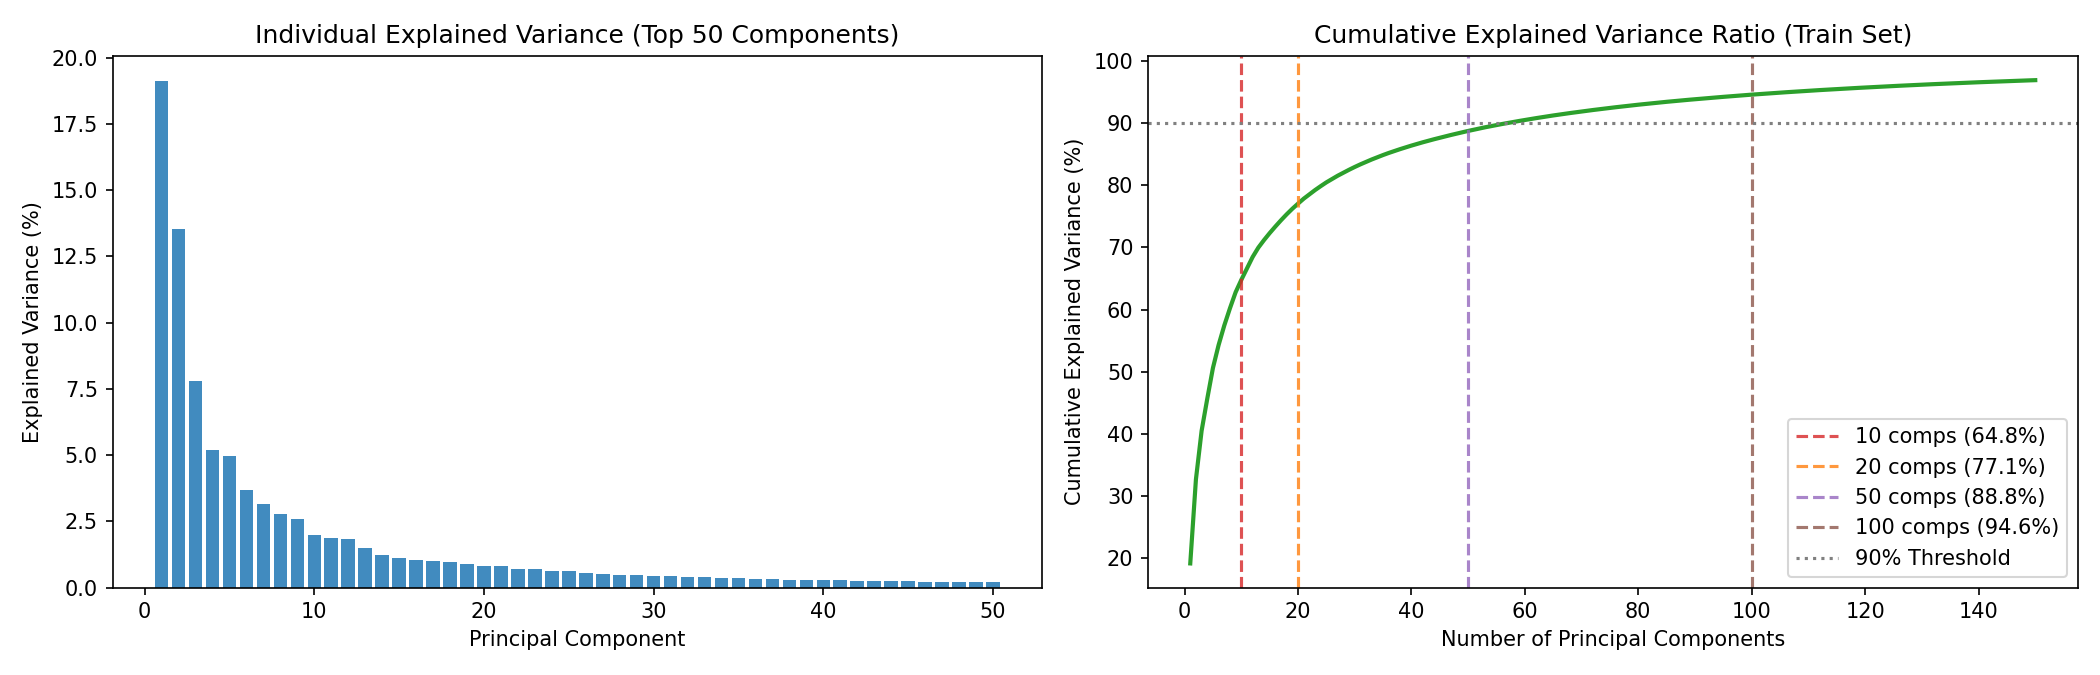 Individual Explained Variance (Top 50 Components)
Explained Variance (%)
20.0
17.5
15.0
12.5
10.0
7.5
5.0
2.5
0.0
0 10 20 30 40 50
Principal Component
Cumulative Explained Variance Ratio (Train Set)
Cumulative Explained Variance (%)
100
90
80
70
60
50
40
30
20
10 comps (64.8%)
20 comps (77.1%)
50 comps (88.8%)
100 comps (94.6%)
90% Threshold
0 20 40 60 80 100 120 140
Number of Principal Components